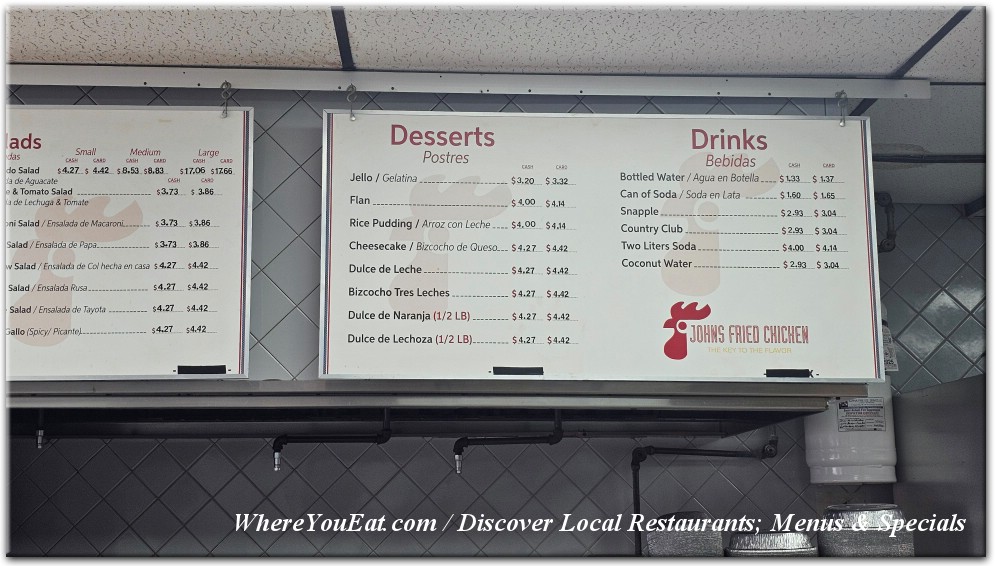 lads
das
Small Medium Large
CASH CARD CASH CARD CASH CARD
do Salad $4.27 4.42 $8.53 $8.83 $17.06 $17.66
da de Aguacate
CASH CARD
e & Tomato Salad $3.73 $3.86
la de Lechuga & Tomate
ni Salad / Ensalada de Macaroni $3.73 $3.86
Salad / Ensalada de Papa $3.73 $3.86
w Salad / Ensalada de Col hecha en casa $4.27 $4.42
Salad / Ensalada Rusa $4.27 $4.42
Salad / Ensalada de Tayota $4.27 $4.42
Gallo (Spicy/ Picante) $4.27 $4.42
Desserts
Postres
CASH CARD
Jello / Gelatina $3.20 $3.32
Flan $4.00 $4.14
Rice Pudding / Arroz con Leche $4.00 $4.14
Cheesecake / Bizcocho de Queso $4.27 $4.42
Dulce de Leche $4.27 $4.42
Bizcocho Tres Leches $4.27 $4.42
Dulce de Naranja (1/2 LB) $4.27 $4.42
Dulce de Lechoza (1/2 LB) $4.27 $4.42
Drinks
Bebidas
CASH CARD
Bottled Water / Agua en Botella $1.33 $1.37
Can of Soda / Soda en Lata $1.60 $1.65
Snapple $2.93 $3.04
Country Club $2.93 $3.04
Two Liters Soda $4.00 $4.14
Coconut Water $2.93 $3.04
JOHNS FRIED CHICKEN
THE KEY TO THE FLAVOR
WhereYouEat.com / Discover Local Restaurants; Menus & Specials